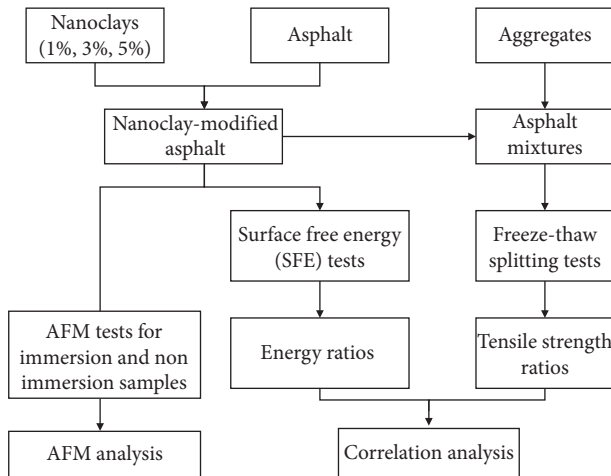 Nanoclays
(1%, 3%, 5%)
Asphalt
Aggregates
Nanoclay-modified
asphalt
Asphalt
mixtures
Surface free energy
(SFE) tests
Freeze-thaw
splitting tests
AFM tests for
immersion and non
immersion samples
Energy ratios
Tensile strength
ratios
AFM analysis
Correlation analysis